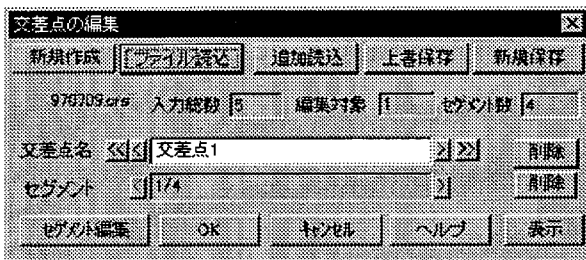 交差点の編集
新規作成 ファイル読込 追加読込 上書保存 新規保存
970709.crs 入力総数 6 編集対象 1 セグメント数 4
交差点名 << < 交差点1 > >> 削除
セグメント < 1/4 > 削除
セグメント編集 OK キャンセル ヘルプ 表示